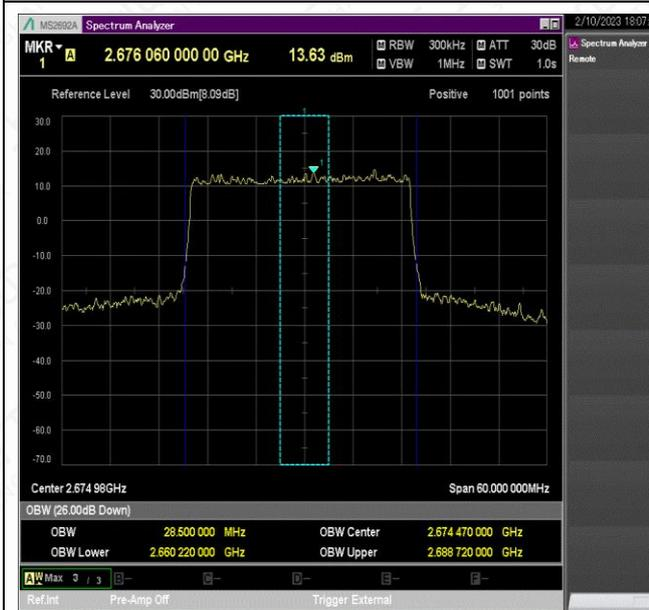 MS2692A Spectrum Analyzer 2/10/2023 18:07
MKR 1 A 2.676 060 000 00 GHz 13.63 dBm
M RBW 300kHz M ATT 30dB
M VBW 1MHz M SWT 1.0s
Spectrum Analyzer
Remote
Reference Level 30.00dBm[8.09dB] Positive 1001 points
1
30.0
20.0
1
10.0
0.0
-10.0
-20.0
-30.0
-40.0
-50.0
-60.0
-70.0
Center 2.674 98GHz Span 60.000 000MHz
OBW (26.00dB Down)
OBW 28.500 000 MHz OBW Center 2.674 470 000 GHz
OBW Lower 2.660 220 000 GHz OBW Upper 2.688 720 000 GHz
A W Max 3 / 3 B- C- D- E- F-
Ref.Int Pre-Amp Off Trigger External